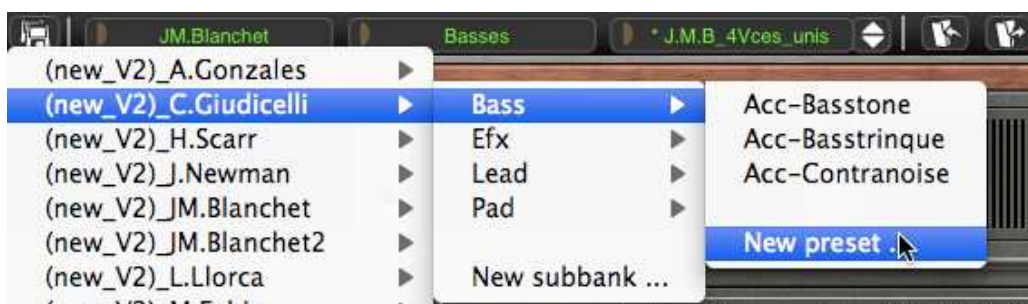 JM.Blanchet
Basses
* J.M.B_4Vces_unis
(new_V2)_A.Gonzales
(new_V2)_C.Giudicelli
(new_V2)_H.Scarr
(new_V2)_J.Newman
(new_V2)_JM.Blanchet
(new_V2)_JM.Blanchet2
(new_V2)_L.Llorca
Bass
Efx
Lead
Pad
New subbank ...
Acc-Basstone
Acc-Basstrinque
Acc-Contranoise
New preset .